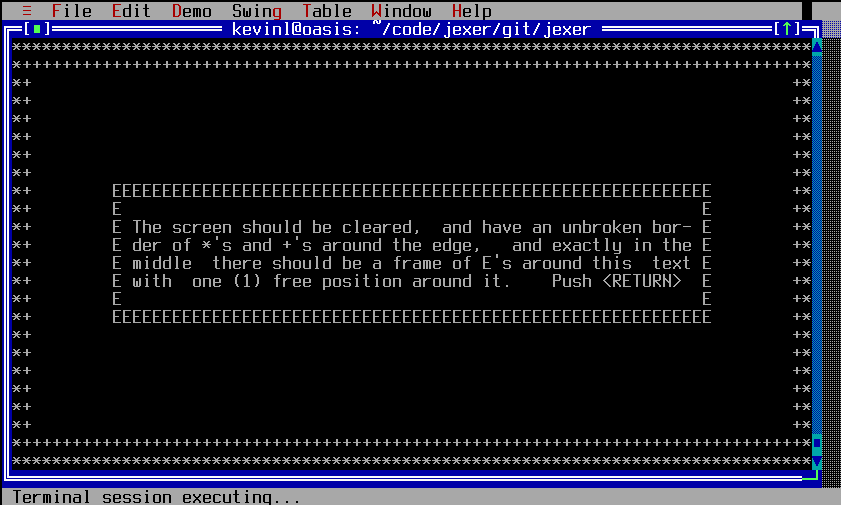 ≡ File Edit Demo Swing Table Window Help
[■] kevinl@oasis: ~/code/jexer/git/jexer [↑]
********************************************************************************
*++++++++++++++++++++++++++++++++++++++++++++++++++++++++++++++++++++++++++++++*
*+                                                                            +*
*+                                                                            +*
*+                                                                            +*
*+                                                                            +*
*+                                                                            +*
*+                                                                            +*
*+        EEEEEEEEEEEEEEEEEEEEEEEEEEEEEEEEEEEEEEEEEEEEEEEEEEEEEEEEEEEE        +*
*+        E                                                          E        +*
*+        E The screen should be cleared,  and have an unbroken bor- E        +*
*+        E der of *'s and +'s around the edge,   and exactly in the E        +*
*+        E middle  there should be a frame of E's around this  text E        +*
*+        E with  one (1) free position around it.    Push <RETURN>  E        +*
*+        E                                                          E        +*
*+        EEEEEEEEEEEEEEEEEEEEEEEEEEEEEEEEEEEEEEEEEEEEEEEEEEEEEEEEEEEE        +*
*+                                                                            +*
*+                                                                            +*
*+                                                                            +*
*+                                                                            +*
*+                                                                            +*
*+                                                                            +*
*++++++++++++++++++++++++++++++++++++++++++++++++++++++++++++++++++++++++++++++*
********************************************************************************
Terminal session executing...